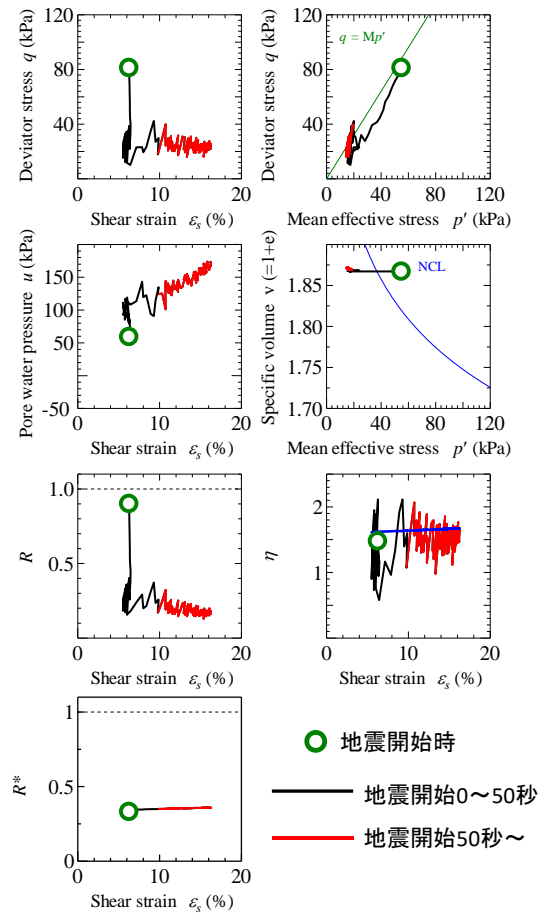 Deviator stress q (kPa)
120
80
40
0 5 10 15 20
Shear strain εs (%)
Deviator stress q (kPa)
120
80
40
q = Mp′
0 40 80 120
Mean effective stress p′ (kPa)
Pore water pressure u (kPa)
150
100
50
-50
0 5 10 15 20
Shear strain εs (%)
Specific volume v (=1+e)
1.85
1.80
1.75
1.70
NCL
0 40 80 120
Mean effective stress p′ (kPa)
R
1.0
0.5
0
0 10 20
Shear strain εs (%)
η
2
1
0 10 20
Shear strain εs (%)
R*
1
0.5
0
0 10 20
Shear strain εs (%)
地震開始時
地震開始0～50秒
地震開始50秒～